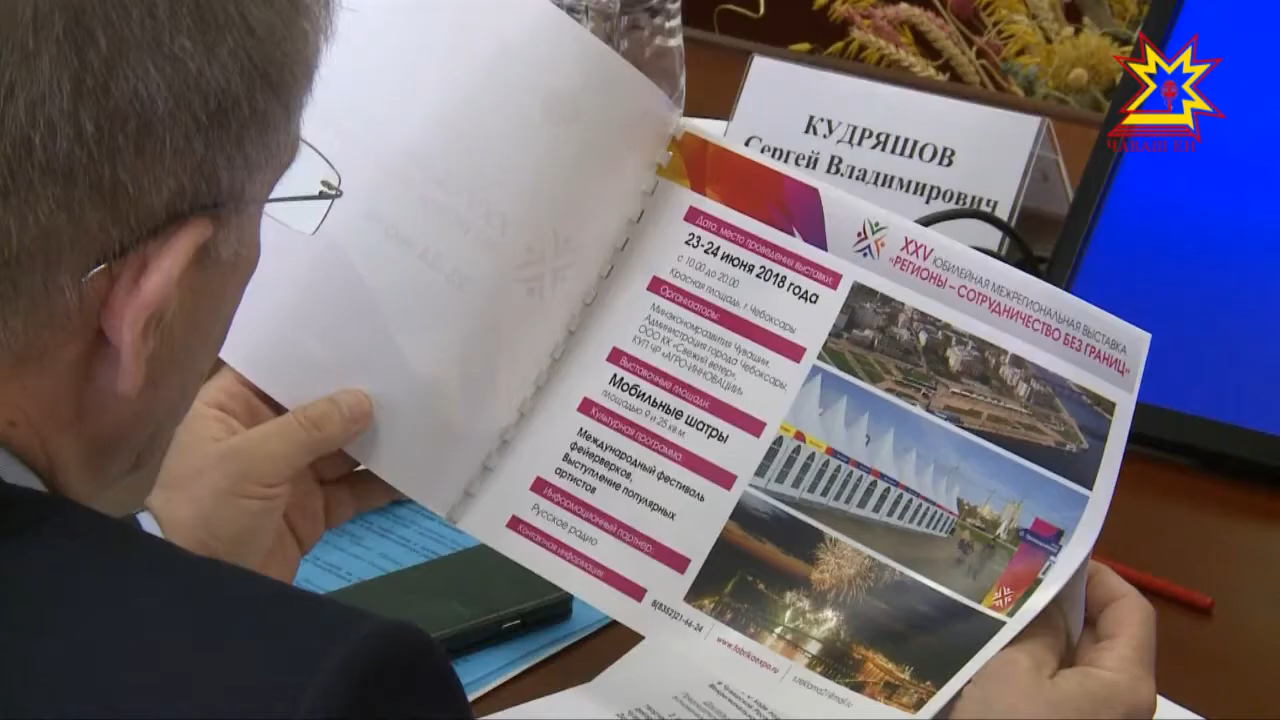 ЧӐВАШ ЕН
КУДРЯШОВ
Сергей Владимирович
XXV ЮБИЛЕЙНАЯ МЕЖРЕГИОНАЛЬНАЯ ВЫСТАВКА
"РЕГИОНЫ – СОТРУДНИЧЕСТВО БЕЗ ГРАНИЦ"
Дата, место проведения выставки:
23-24 июня 2018 года
с 10.00 до 20.00
Красная площадь, г. Чебоксары
Организаторы:
Минэкономразвития Чувашии,
Администрация города Чебоксары,
ООО КК «Свежий ветер»,
КУП ЧР «АГРО-ИННОВАЦИИ»
Выставочные площади:
Мобильные шатры
площадью 9 и 25 кв.м
Культурная программа:
Международный фестиваль
фейерверков,
Выступление популярных
артистов
Информационный партнер:
Русское радио
Контактная информация:
8(8352)21-66-24
www.fabrikaexpo.ru